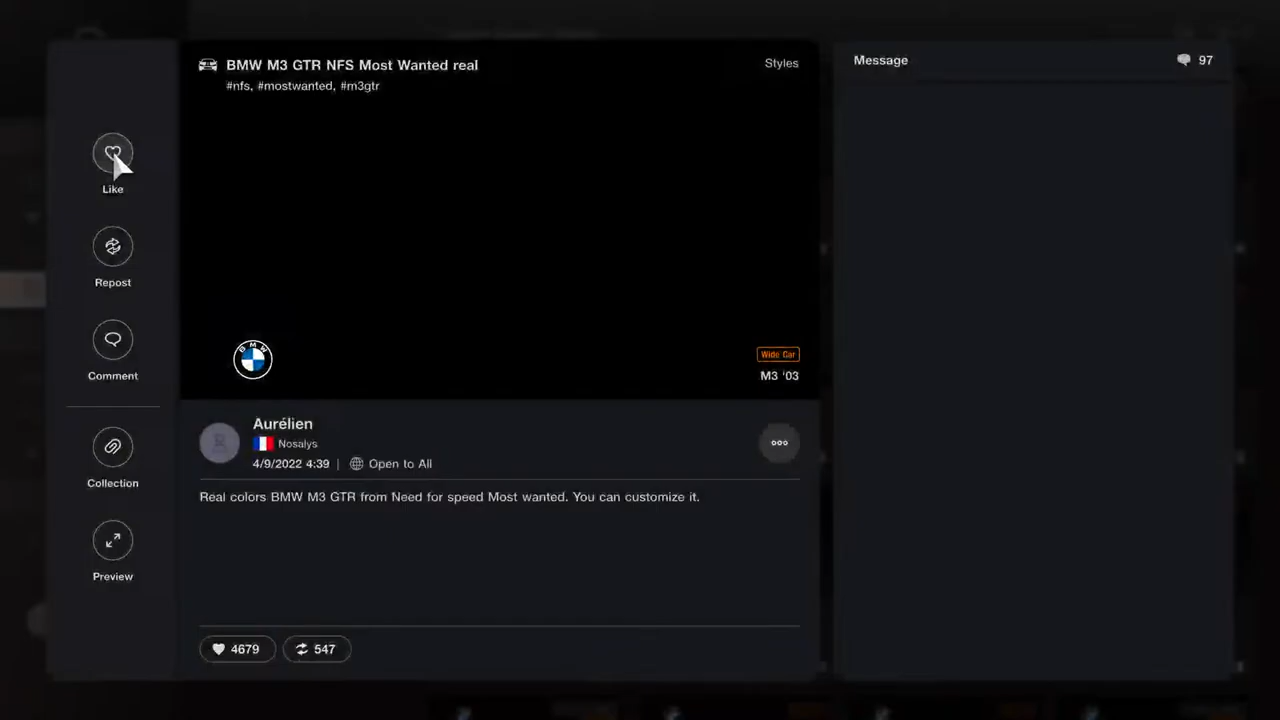 BMW M3 GTR NFS Most Wanted real
Styles
#nfs, #mostwanted, #m3gtr
Like
Repost
Comment
Collection
Preview
BMW
Wide Car
M3 '03
Aurélien
Nosalys
4/9/2022 4:39 | Open to All
Real colors BMW M3 GTR from Need for speed Most wanted. You can customize it.
4679
547
Message
97